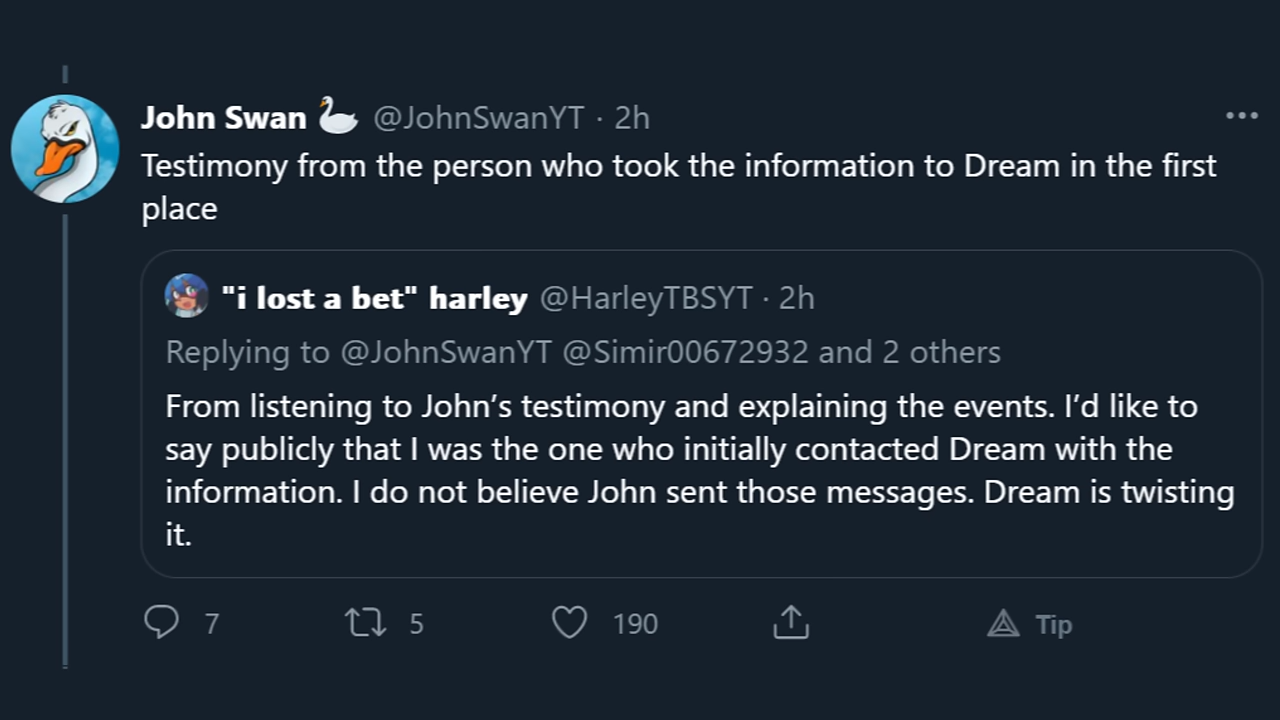 John Swan 🦢 @JohnSwanYT · 2h
Testimony from the person who took the information to Dream in the first
place
"i lost a bet" harley @HarleyTBSYT · 2h
Replying to @JohnSwanYT @Simir00672932 and 2 others
From listening to John’s testimony and explaining the events. I’d like to
say publicly that I was the one who initially contacted Dream with the
information. I do not believe John sent those messages. Dream is twisting
it.
7 5 190 Tip